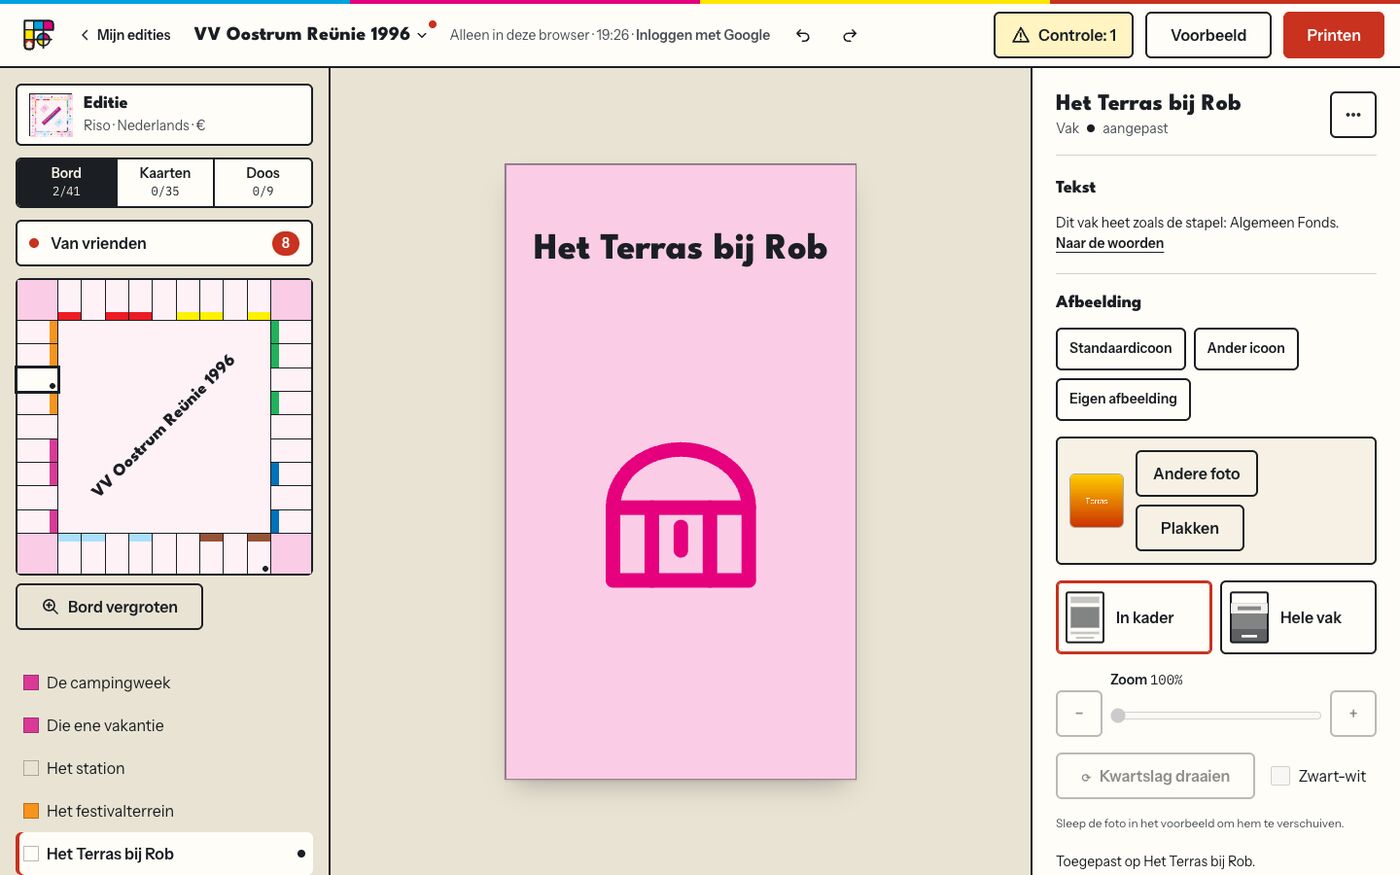 Mijn edities
VV Oostrum Reünie 1996
Alleen in deze browser · 19:26 · Inloggen met Google
Controle: 1
Voorbeeld
Printen
Editie
Riso · Nederlands · €
Bord
2/41
Kaarten
0/35
Doos
0/9
Van vrienden
8
VV Oostrum Reünie 1996
Bord vergroten
De campingweek
Die ene vakantie
Het station
Het festivalterrein
Het Terras bij Rob
Het Terras bij Rob
Het Terras bij Rob
Vak ● aangepast
Tekst
Dit vak heet zoals de stapel: Algemeen Fonds.
Naar de woorden
Afbeelding
Standaardicoon
Ander icoon
Eigen afbeelding
Terras
Andere foto
Plakken
In kader
Hele vak
Zoom 100%
Kwartslag draaien
Zwart-wit
Sleep de foto in het voorbeeld om hem te verschuiven.
Toegepast op Het Terras bij Rob.